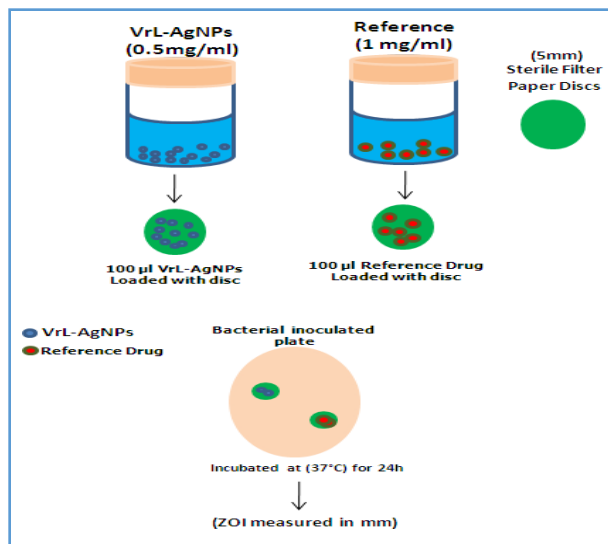 VrL-AgNPs
(0.5mg/ml)
Reference
(1 mg/ml)
(5mm)
Sterile Filter
Paper Discs
100 µl VrL-AgNPs
Loaded with disc
100 µl Reference Drug
Loaded with disc
VrL-AgNPs
Reference Drug
Bacterial inoculated
plate
Incubated at (37°C) for 24h
(ZOI measured in mm)